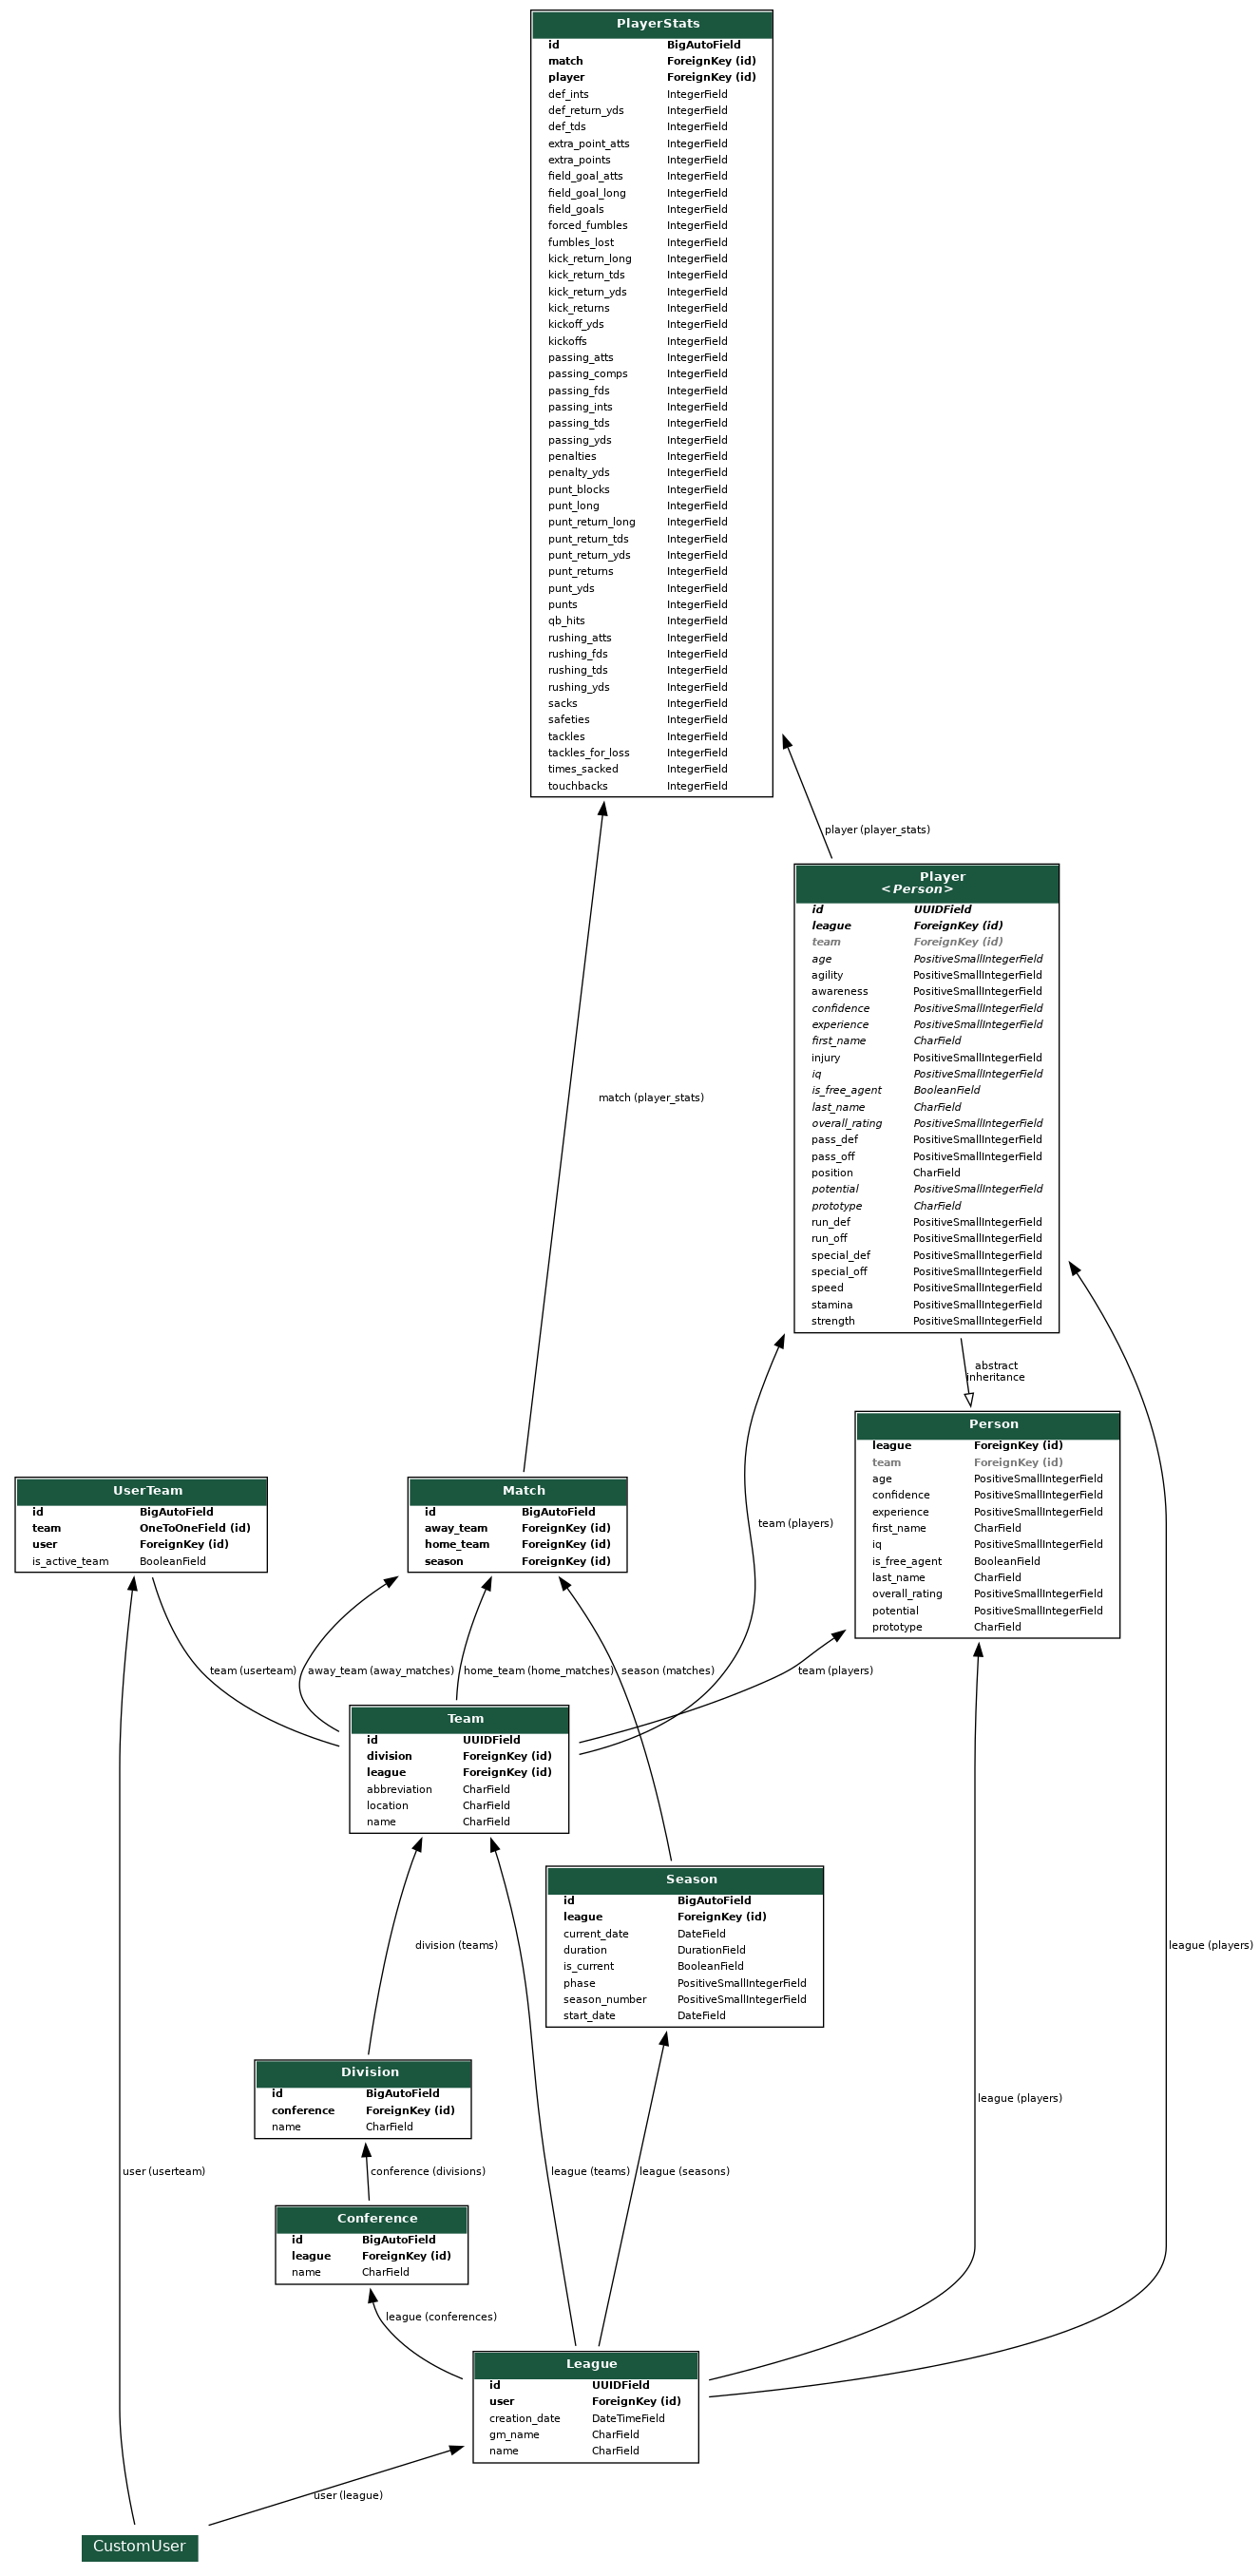 PlayerStats
id BigAutoField
match ForeignKey (id)
player ForeignKey (id)
def_ints IntegerField
def_return_yds IntegerField
def_tds IntegerField
extra_point_atts IntegerField
extra_points IntegerField
field_goal_atts IntegerField
field_goal_long IntegerField
field_goals IntegerField
forced_fumbles IntegerField
fumbles_lost IntegerField
kick_return_long IntegerField
kick_return_tds IntegerField
kick_return_yds IntegerField
kick_returns IntegerField
kickoff_yds IntegerField
kickoffs IntegerField
passing_atts IntegerField
passing_comps IntegerField
passing_fds IntegerField
passing_ints IntegerField
passing_tds IntegerField
passing_yds IntegerField
penalties IntegerField
penalty_yds IntegerField
punt_blocks IntegerField
punt_long IntegerField
punt_return_long IntegerField
punt_return_tds IntegerField
punt_return_yds IntegerField
punt_returns IntegerField
punt_yds IntegerField
punts IntegerField
qb_hits IntegerField
rushing_atts IntegerField
rushing_fds IntegerField
rushing_tds IntegerField
rushing_yds IntegerField
sacks IntegerField
safeties IntegerField
tackles IntegerField
tackles_for_loss IntegerField
times_sacked IntegerField
touchbacks IntegerField
player (player_stats)
Player
<Person>
id UUIDField
league ForeignKey (id)
team ForeignKey (id)
age PositiveSmallIntegerField
agility PositiveSmallIntegerField
awareness PositiveSmallIntegerField
confidence PositiveSmallIntegerField
experience PositiveSmallIntegerField
first_name CharField
injury PositiveSmallIntegerField
iq PositiveSmallIntegerField
is_free_agent BooleanField
last_name CharField
overall_rating PositiveSmallIntegerField
pass_def PositiveSmallIntegerField
pass_off PositiveSmallIntegerField
position CharField
potential PositiveSmallIntegerField
prototype CharField
run_def PositiveSmallIntegerField
run_off PositiveSmallIntegerField
special_def PositiveSmallIntegerField
special_off PositiveSmallIntegerField
speed PositiveSmallIntegerField
stamina PositiveSmallIntegerField
strength PositiveSmallIntegerField
match (player_stats)
abstract
inheritance
Person
league ForeignKey (id)
team ForeignKey (id)
age PositiveSmallIntegerField
confidence PositiveSmallIntegerField
experience PositiveSmallIntegerField
first_name CharField
iq PositiveSmallIntegerField
is_free_agent BooleanField
last_name CharField
overall_rating PositiveSmallIntegerField
potential PositiveSmallIntegerField
prototype CharField
UserTeam
id BigAutoField
team OneToOneField (id)
user ForeignKey (id)
is_active_team BooleanField
Match
id BigAutoField
away_team ForeignKey (id)
home_team ForeignKey (id)
season ForeignKey (id)
team (players)
team (userteam)
away_team (away_matches)
home_team (home_matches)
season (matches)
team (players)
Team
id UUIDField
division ForeignKey (id)
league ForeignKey (id)
abbreviation CharField
location CharField
name CharField
Season
id BigAutoField
league ForeignKey (id)
current_date DateField
duration DurationField
is_current BooleanField
phase PositiveSmallIntegerField
season_number PositiveSmallIntegerField
start_date DateField
division (teams)
league (players)
Division
id BigAutoField
conference ForeignKey (id)
name CharField
league (players)
user (userteam)
conference (divisions)
league (teams)
league (seasons)
Conference
id BigAutoField
league ForeignKey (id)
name CharField
league (conferences)
League
id UUIDField
user ForeignKey (id)
creation_date DateTimeField
gm_name CharField
name CharField
user (league)
CustomUser